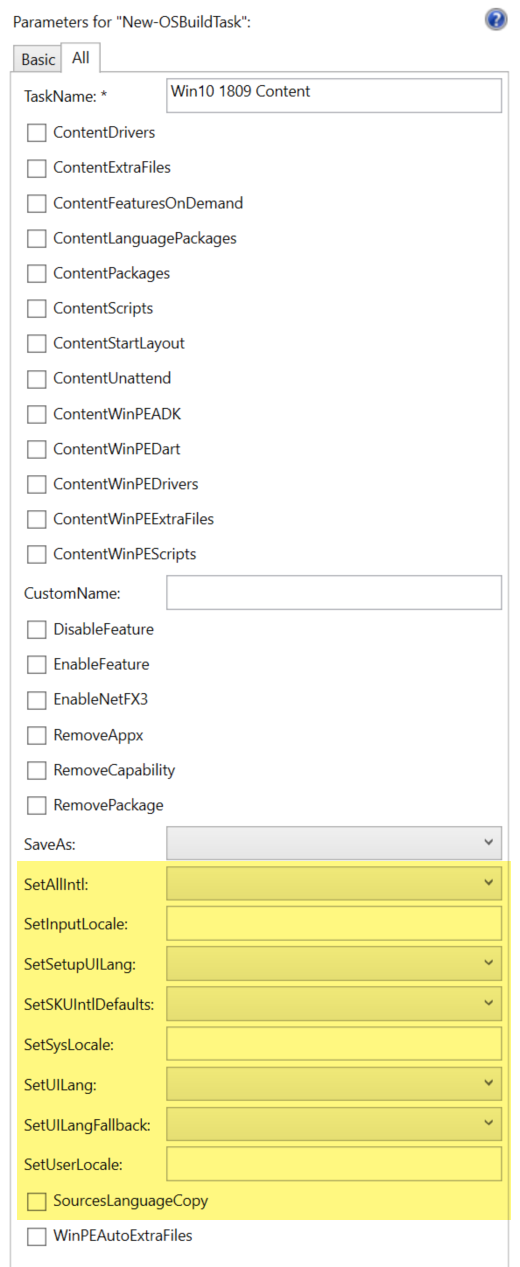 Parameters for "New-OSBuildTask":
?
Basic All
TaskName: * Win10 1809 Content
ContentDrivers
ContentExtraFiles
ContentFeaturesOnDemand
ContentLanguagePackages
ContentPackages
ContentScripts
ContentStartLayout
ContentUnattend
ContentWinPEADK
ContentWinPEDart
ContentWinPEDrivers
ContentWinPEExtraFiles
ContentWinPEScripts
CustomName:
DisableFeature
EnableFeature
EnableNetFX3
RemoveAppx
RemoveCapability
RemovePackage
SaveAs:
SetAllIntl:
SetInputLocale:
SetSetupUILang:
SetSKUIntlDefaults:
SetSysLocale:
SetUILang:
SetUILangFallback:
SetUserLocale:
SourcesLanguageCopy
WinPEAutoExtraFiles